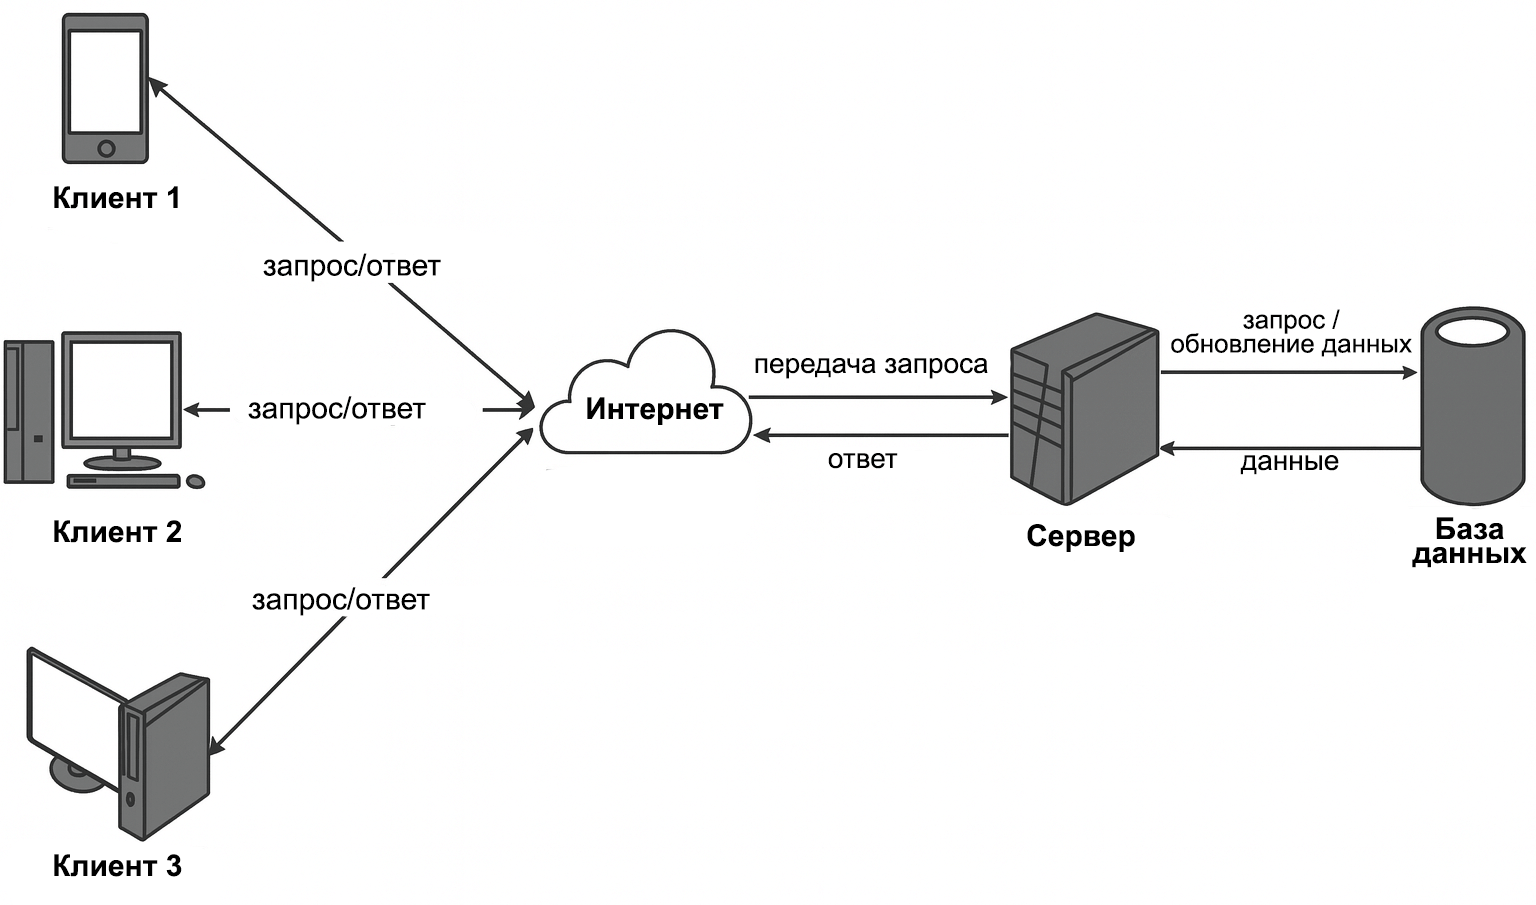 Клиент 1
запрос/ответ
Клиент 2
запрос/ответ
Клиент 3
запрос/ответ
Интернет
передача запроса
ответ
Сервер
запрос /
обновление данных
данные
База
данных